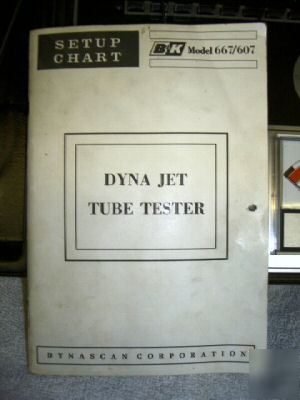 SETUP
CHART
B&K Model 667/607
DYNA JET
TUBE TESTER
DYNASCAN CORPORATION